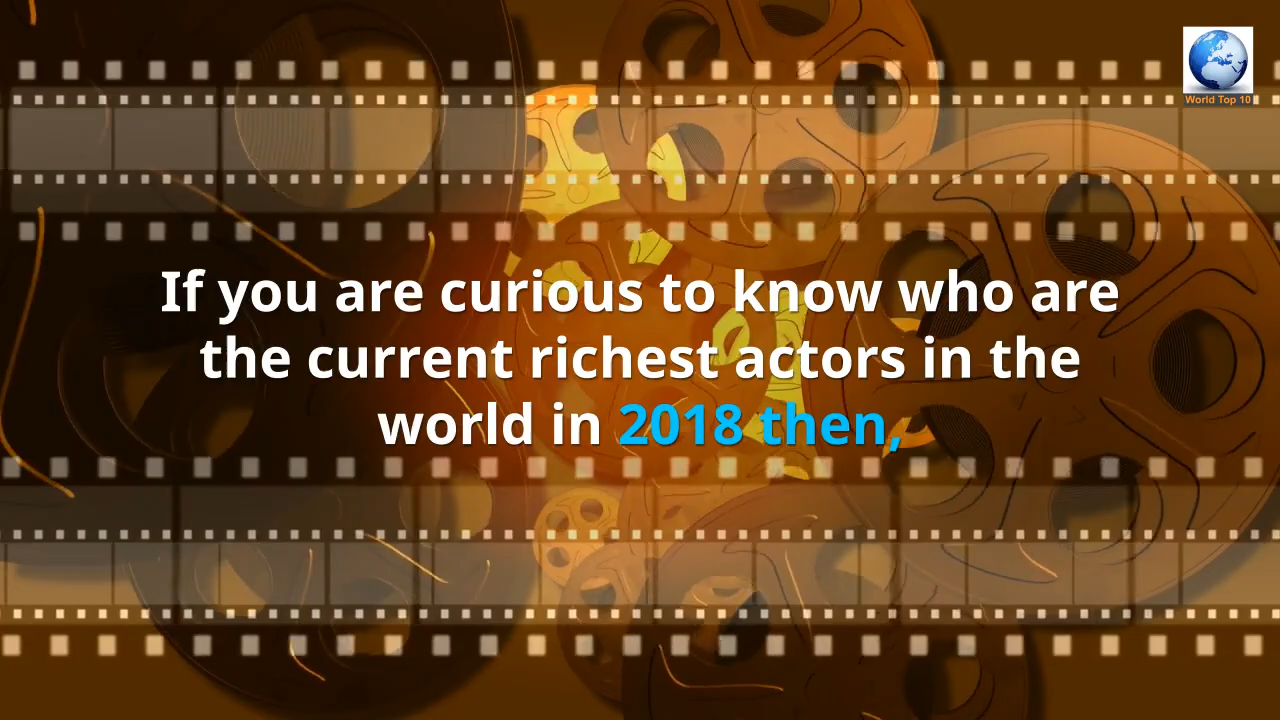 World Top 10
If you are curious to know who are
the current richest actors in the
world in 2018 then,